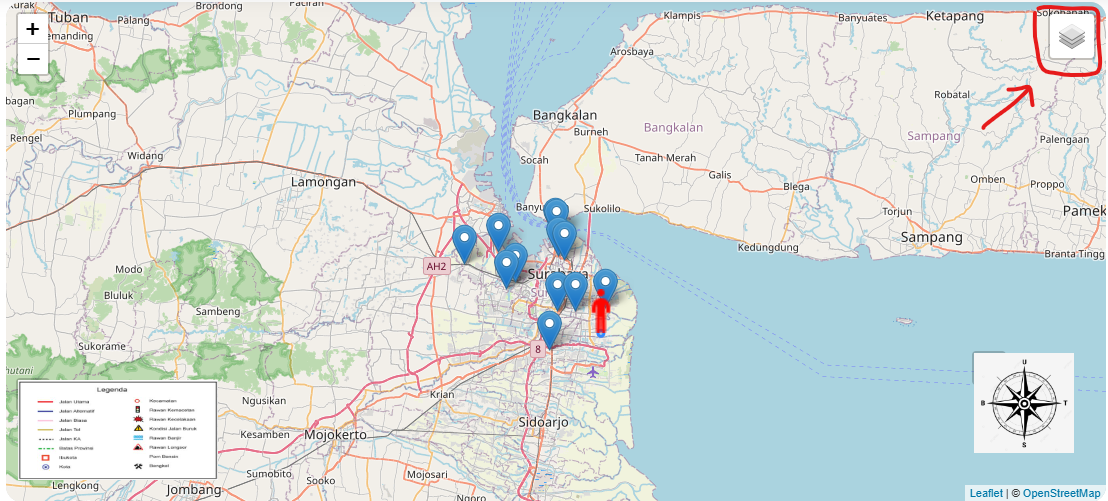 Brondong
Paciran
Tuban
Palang
+
−
Klampis
Banyuates
Ketapang
Sokobanah
Arosbaya
Plumpang
Rengel
Widang
Lamongan
Bangkalan
Burneh
Bangkalan
Robatal
Sampang
Palengaan
Socah
Tanah Merah
Galis
Blega
Omben
Proppo
Sukolilo
Torjun
Pamek
Sampang
Kedungdung
Branta Tingg
AH2
Modo
Bluluk
Sambeng
Sukorame
8
Ngusikan
Krian
Kesamben
Mojokerto
Sidoarjo
Sumobito
Sooko
Mojosari
Lengkong
Jombang
Legenda
Jalan Utama
Jalan Alternatif
Jalan Biasa
Jalan Tol
Jalan KA
Batas Provinsi
Ibukota
Kota
Kecamatan
Rawan Kemacetan
Rawan Kecelakaan
Kondisi Jalan Buruk
Rawan Banjir
Rawan Longsor
Pom Bensin
Bengkel
U
B
T
S
Leaflet | © OpenStreetMap